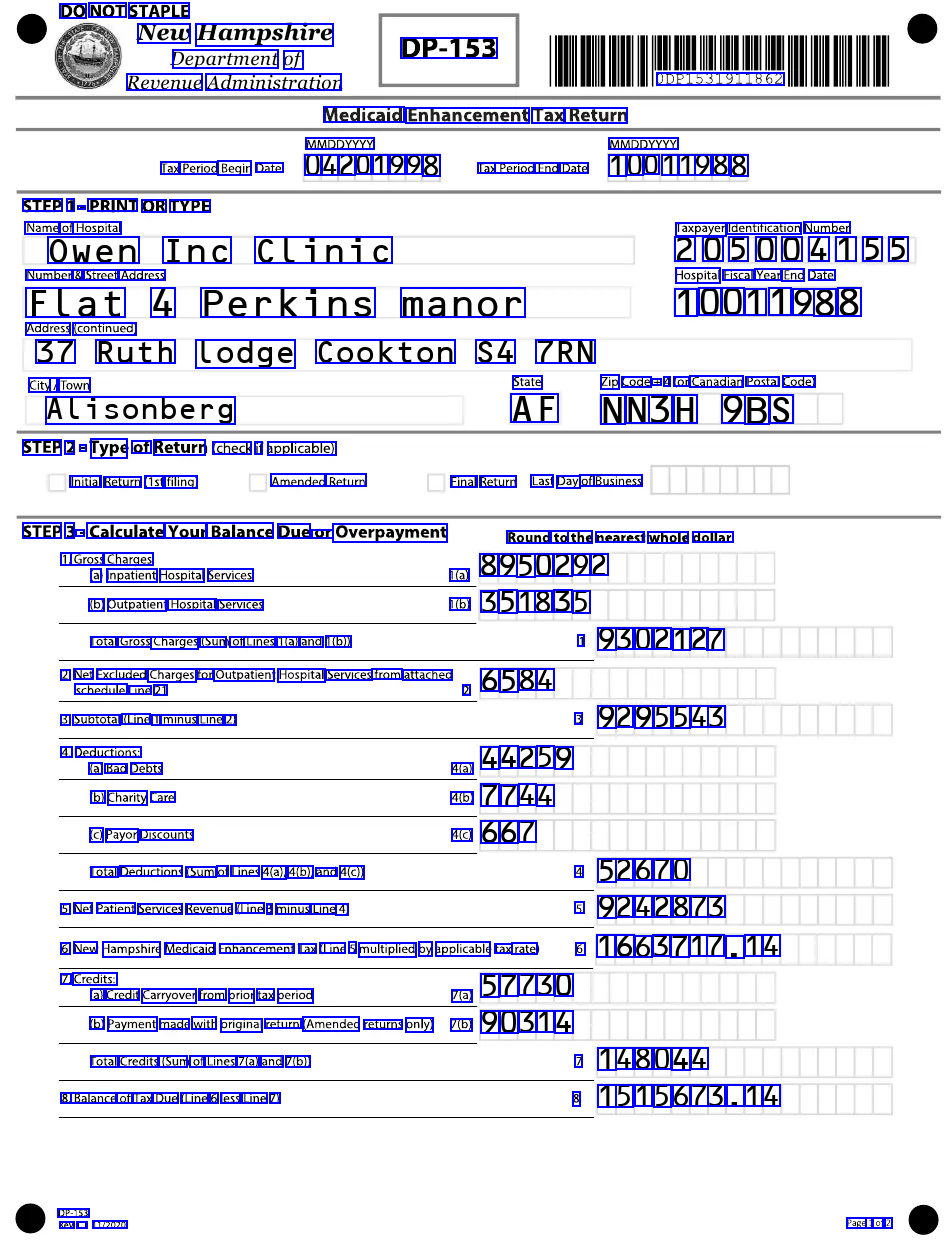 DO NOT STAPLE
New Hampshire
Department of
Revenue Administration
DP-153
0DP1531911862
Medicaid Enhancement Tax Return
MMDDYYYY MMDDYYYY
Tax Period Begin Date 04201998 Tax Period End Date 10011988
STEP 1 - PRINT OR TYPE
Name of Hospital Taxpayer Identification Number
Owen Inc Clinic 205004155
Number & Street Address Hospital Fiscal Year End Date
Flat 4 Perkins manor 10011988
Address (continued)
37 Ruth lodge Cookton S4 7RN
City / Town State Zip Code + 4 (or Canadian Postal Code)
Alisonberg AF NN3H 9BS
STEP 2 - Type of Return (check if applicable)
Initial Return (1st filing Amended Return Final Return Last Day of Business
STEP 3 - Calculate Your Balance Due or Overpayment Round to the nearest whole dollar
1 Gross Charges
a) Inpatient Hospital Services 1(a) 8950292
(b) Outpatient Hospital Services 1(b) 351835
Total Gross Charges (Sum of Lines 1(a) and 1(b)) 1 9302127
2 Net Excluded Charges for Outpatient Hospital Services from attached
schedule Line 21 2 6584
3 Subtotal (Line 1 minus Line 2) 3 9295543
4 Deductions:
(a) Bad Debts 4(a) 44259
b) Charity Care 4(b) 7744
(c) Payor Discounts 4(c) 667
Total Deductions (Sum of Lines 4(a), 4(b), and 4(c)) 4 52670
5 Net Patient Services Revenue (Line 3 minus Line 4) 5 9242873
6 New Hampshire Medicaid Enhancement Tax (Line 5 multiplied by applicable tax rate) 6 1663717.14
7 Credits:
a) Credit Carryover from prior tax period 7(a) 57730
(b) Payment made with original return (Amended returns only) 7(b) 90314
Total Credits (Sum of Lines 7(a) and 7(b)) 7 148044
8 Balance of Tax Due (Line 6 less Line 7) 8 1515673.14
DP-153
Rev 1.1/2020 Page 1 of 2